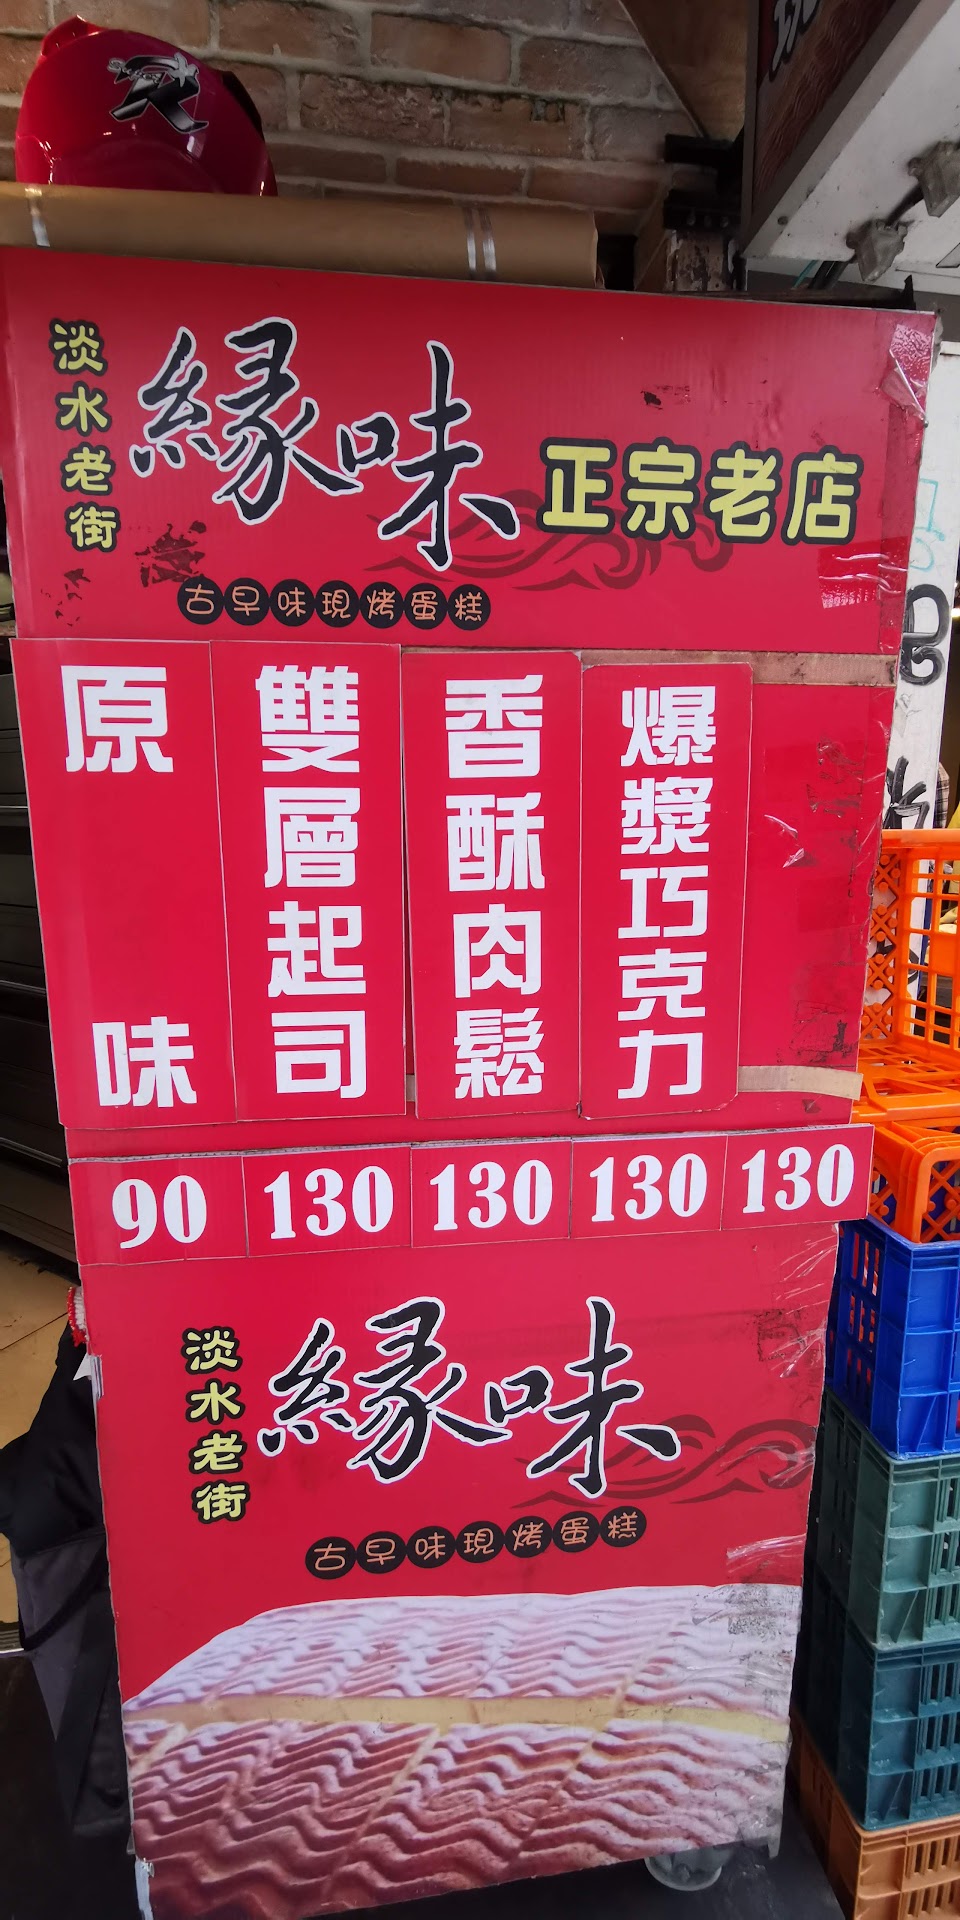 淡水老街
緣味
正宗老店
古早味現烤蛋糕
原味
雙層起司
香酥肉鬆
爆漿巧克力
90 130 130 130 130
淡水老街
緣味
古早味現烤蛋糕